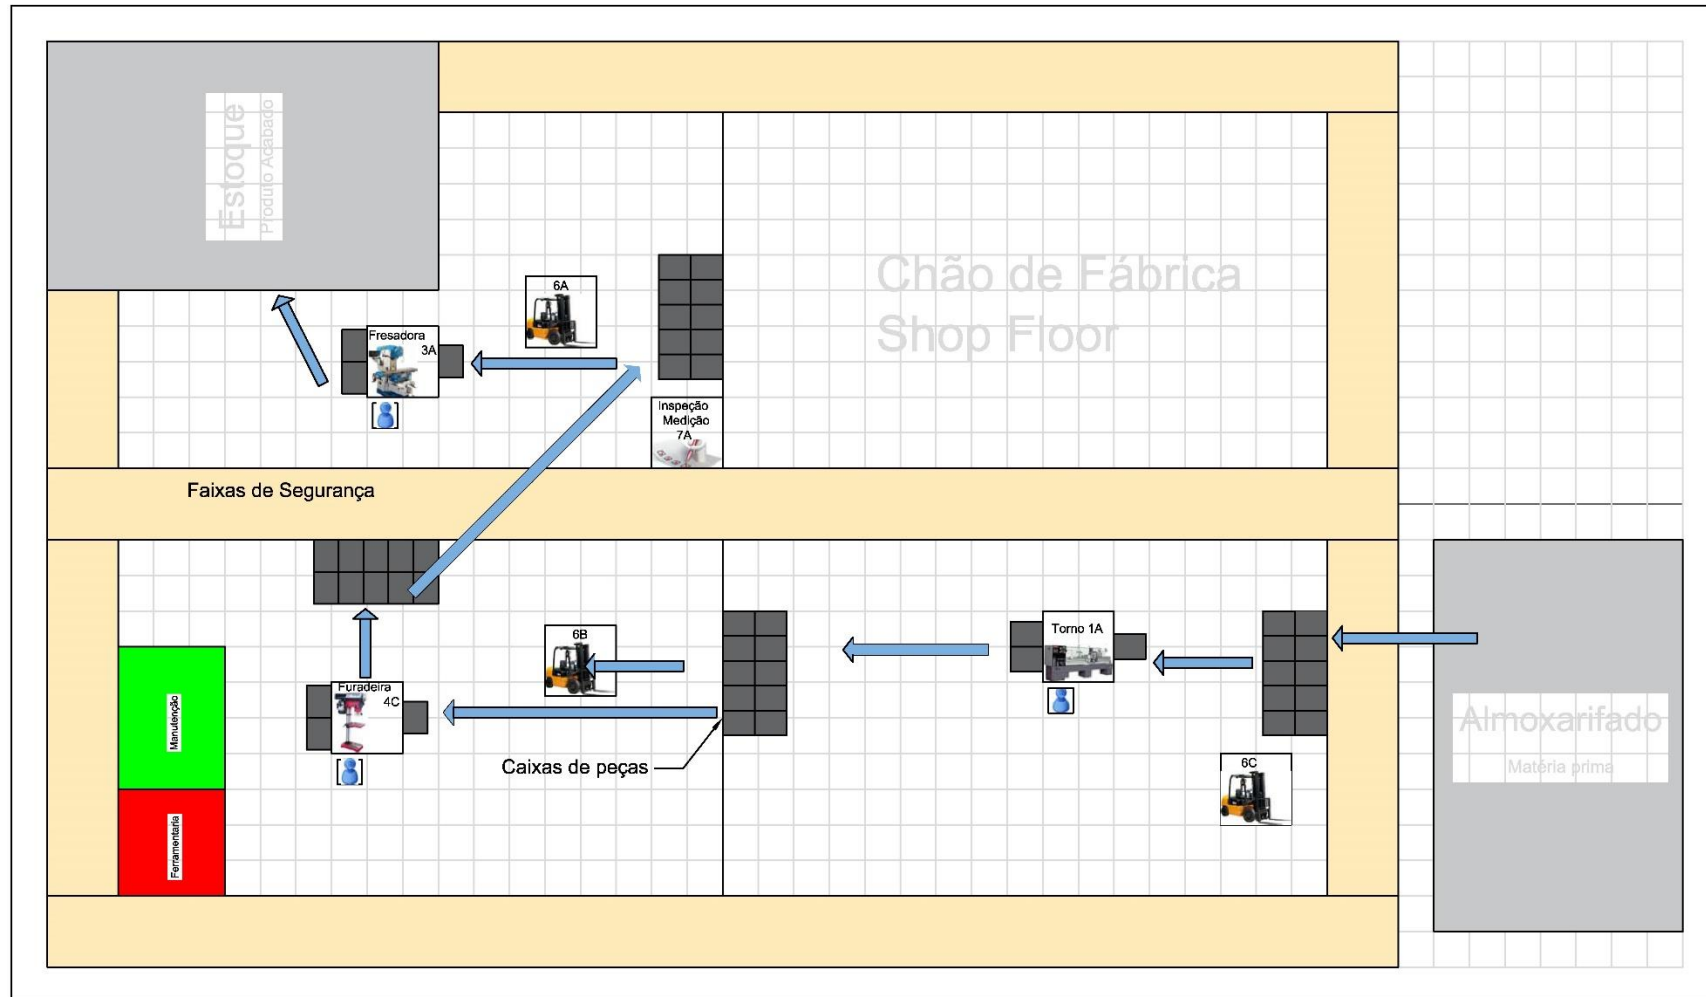 Estoque
Produto Acabado
Chão de Fábrica
Shop Floor
6A
Fresadora
3A
Inspeção
Medição
7A
Faixas de Segurança
6B
Torno 1A
Furadeira
4C
Manutenção
Ferramentaria
Caixas de peças
6C
Almoxarifado
Matéria prima